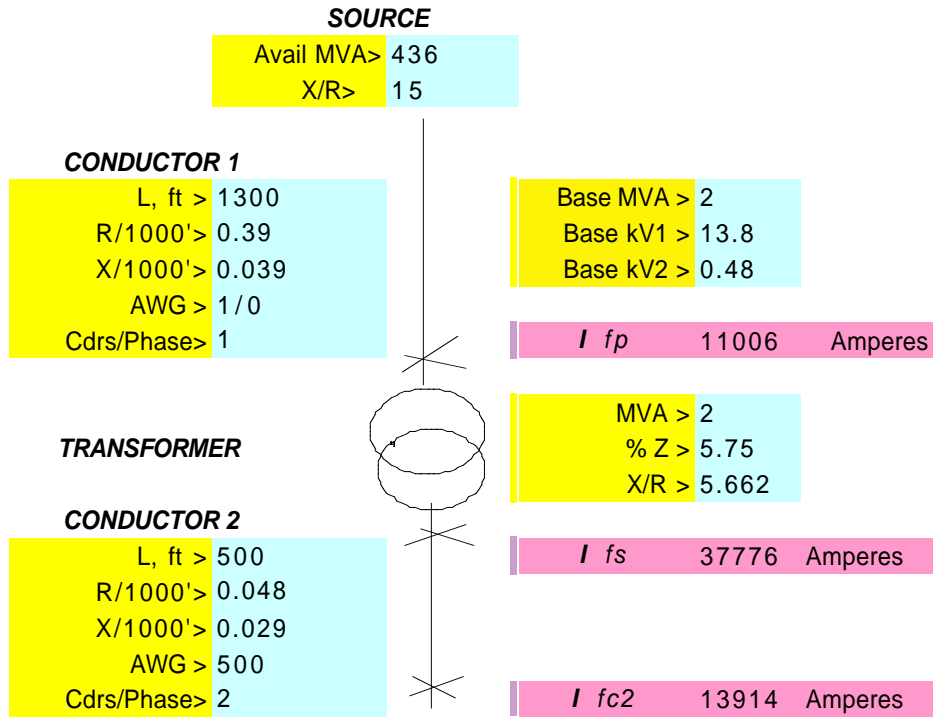 SOURCE
Avail MVA> 436
X/R> 15
CONDUCTOR 1
L, ft > 1300
R/1000'> 0.39
X/1000'> 0.039
AWG > 1/0
Cdrs/Phase> 1
Base MVA > 2
Base kV1 > 13.8
Base kV2 > 0.48
I fp 11006 Amperes
TRANSFORMER
MVA > 2
% Z > 5.75
X/R > 5.662
CONDUCTOR 2
L, ft > 500
R/1000'> 0.048
X/1000'> 0.029
AWG > 500
Cdrs/Phase> 2
I fs 37776 Amperes
I fc2 13914 Amperes